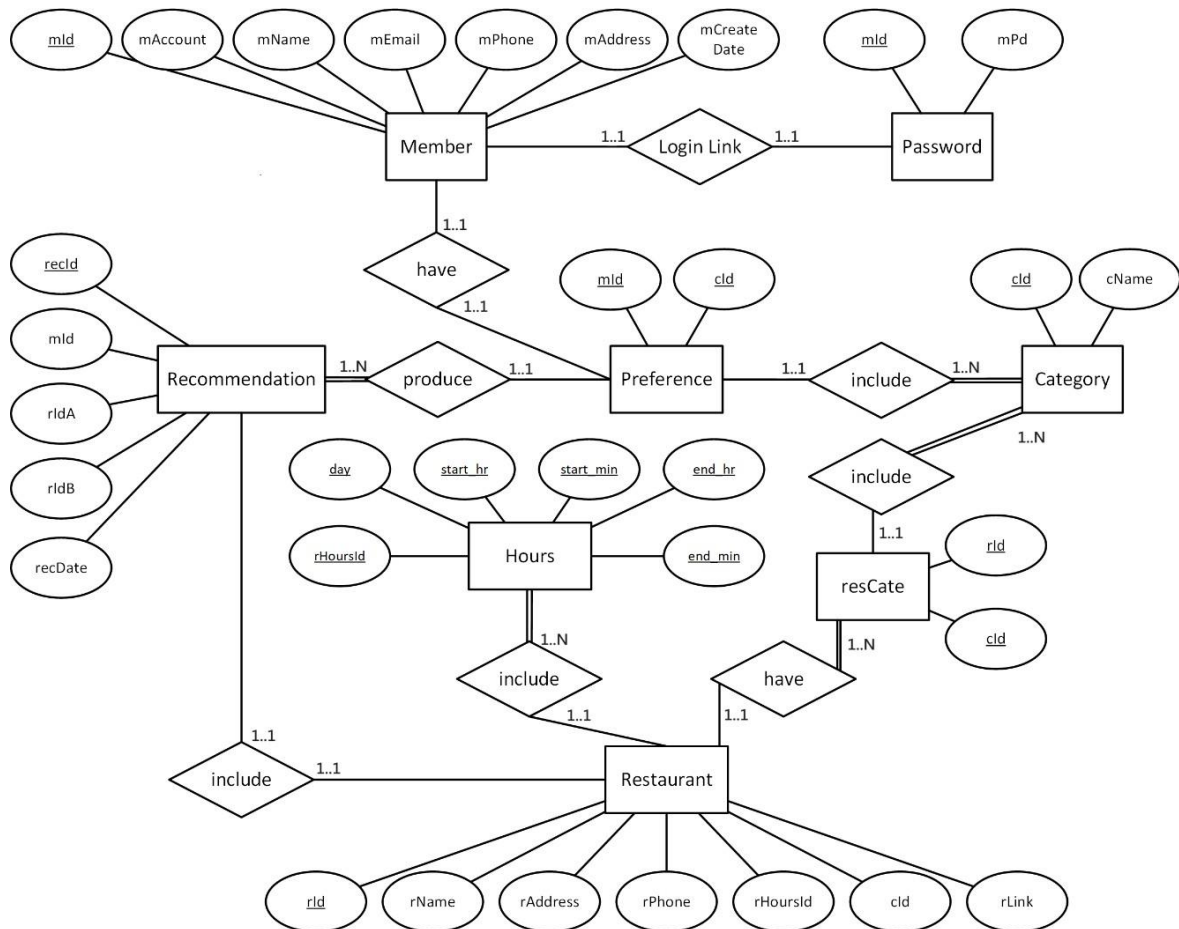 mId
mAccount
mName
mEmail
mPhone
mAddress
mCreate
Date
mId
mPd
Member
1..1
Login Link
1..1
Password
1..1
have
1..1
recId
mId
rIdA
rIdB
recDate
Recommendation
1..N
produce
1..1
mId
cId
Preference
1..1
include
1..N
cId
cName
Category
1..N
include
1..1
day
start_hr
start_min
end_hr
rHoursId
Hours
end_min
1..N
include
1..1
resCate
rId
cId
1..N
have
1..1
1..1
include
1..1
Restaurant
rId
rName
rAddress
rPhone
rHoursId
cId
rLink